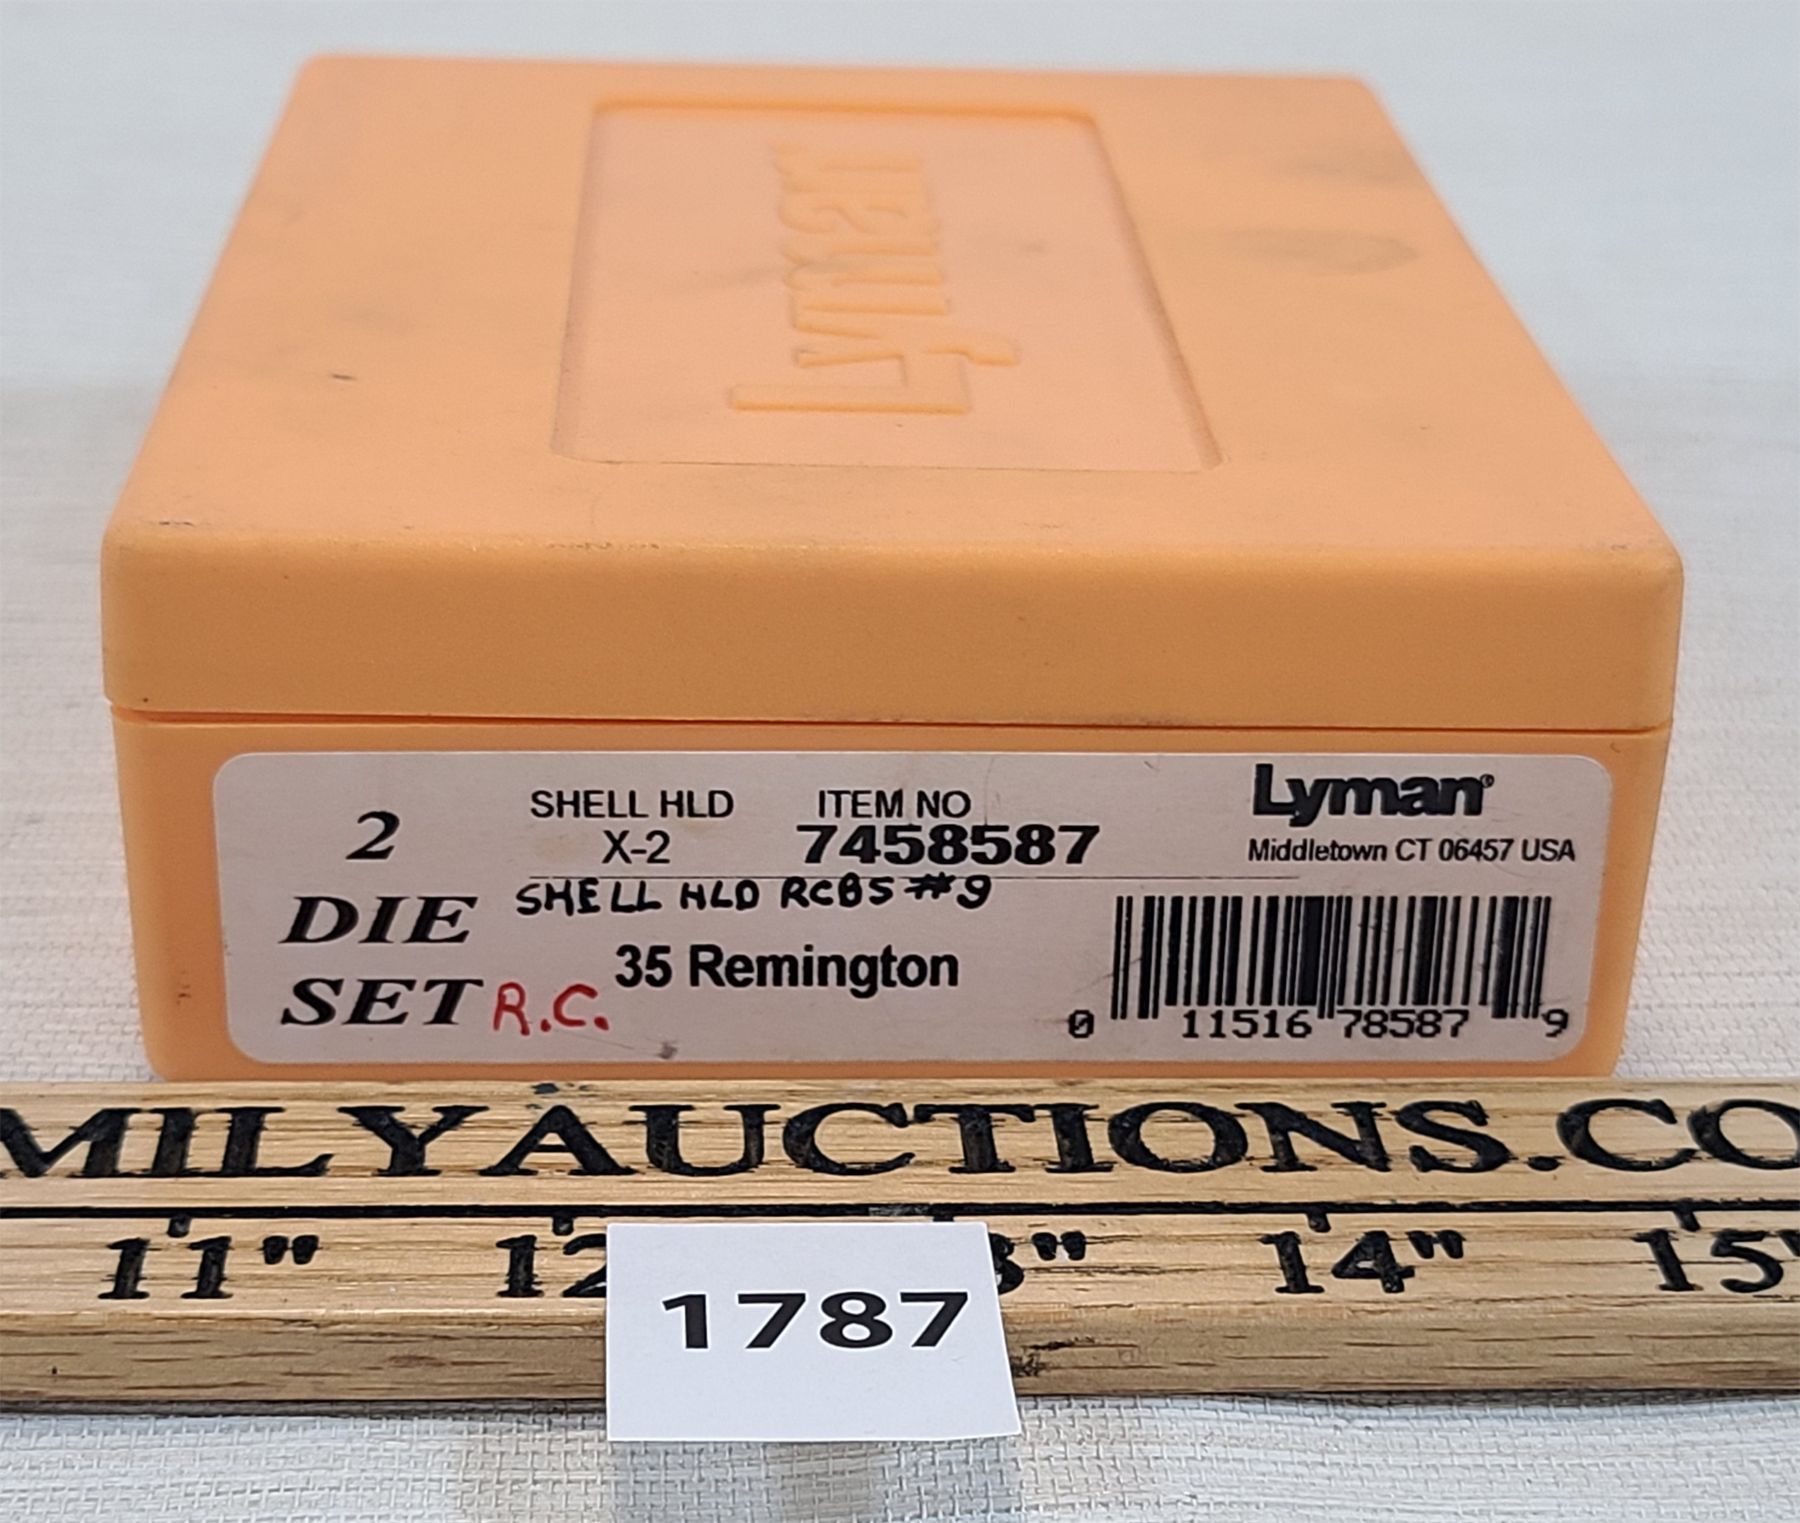 Lyman
2
DIE
SET R.C.
SHELL HLD
X-2
ITEM NO
7458587
SHELL HLD RCBS #9
35 Remington
Lyman®
Middletown CT 06457 USA
0 11516 78587 9
MILYAUCTIONS.CO
11" 12 3" 14" 15"
1787